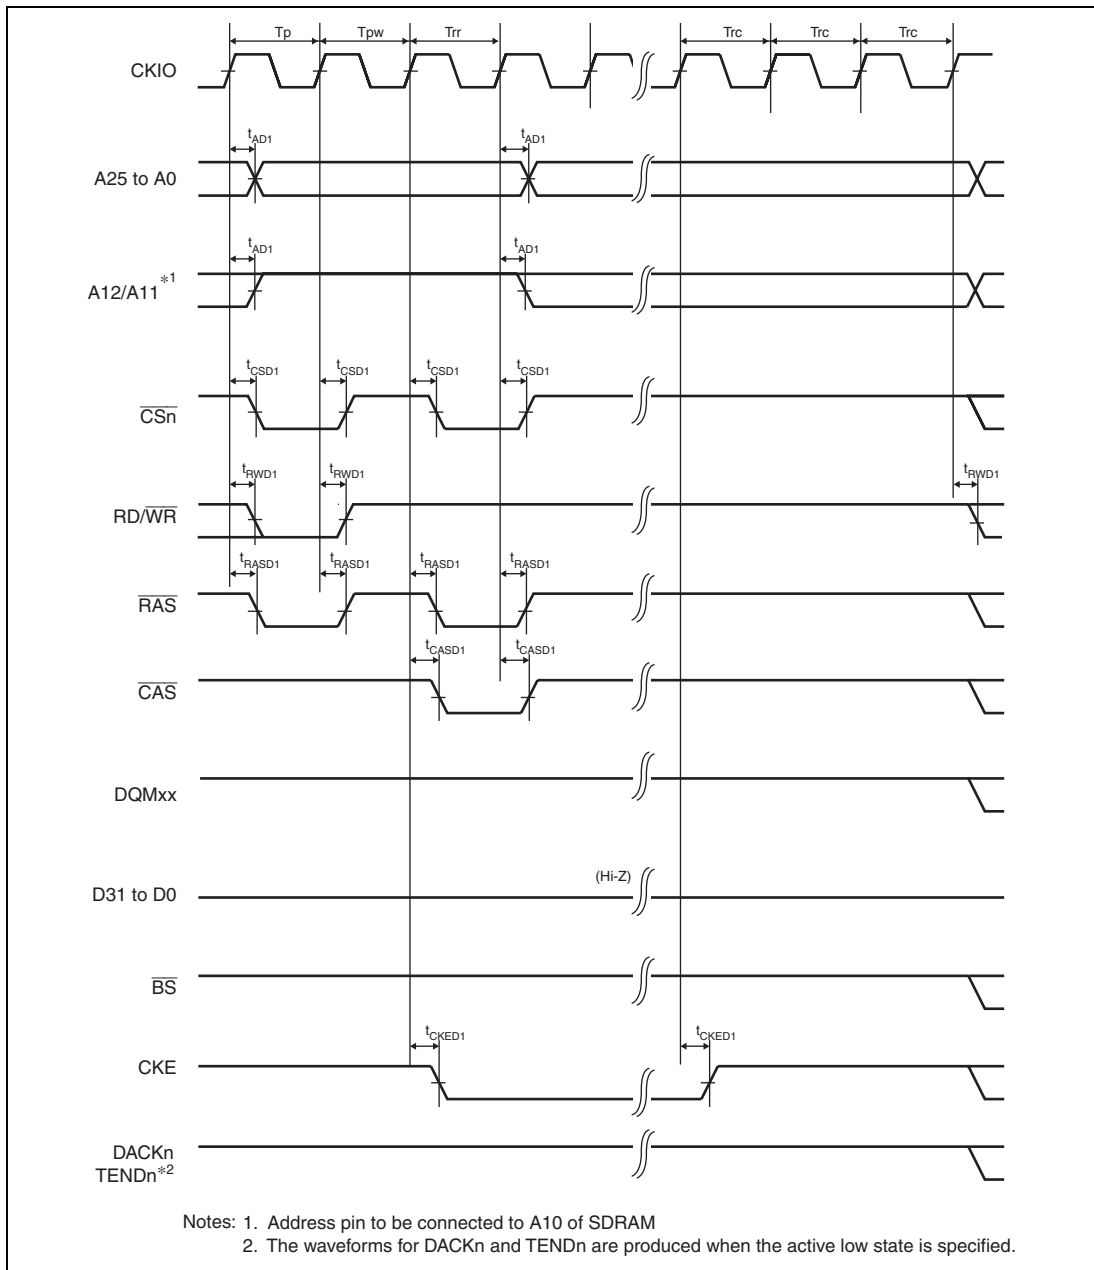 Tp Tpw Trr Trc Trc Trc
CKIO
tAD1 tAD1
A25 to A0
tAD1 tAD1
A12/A11*1
tCSD1 tCSD1 tCSD1 tCSD1
CSn
tRWD1 tRWD1 tRWD1
RD/WR
tRASD1 tRASD1 tRASD1 tRASD1
RAS
tCASD1 tCASD1
CAS
DQMxx
(Hi-Z)
D31 to D0
BS
tCKED1 tCKED1
CKE
DACKn
TENDn*2
Notes: 1. Address pin to be connected to A10 of SDRAM
2. The waveforms for DACKn and TENDn are produced when the active low state is specified.